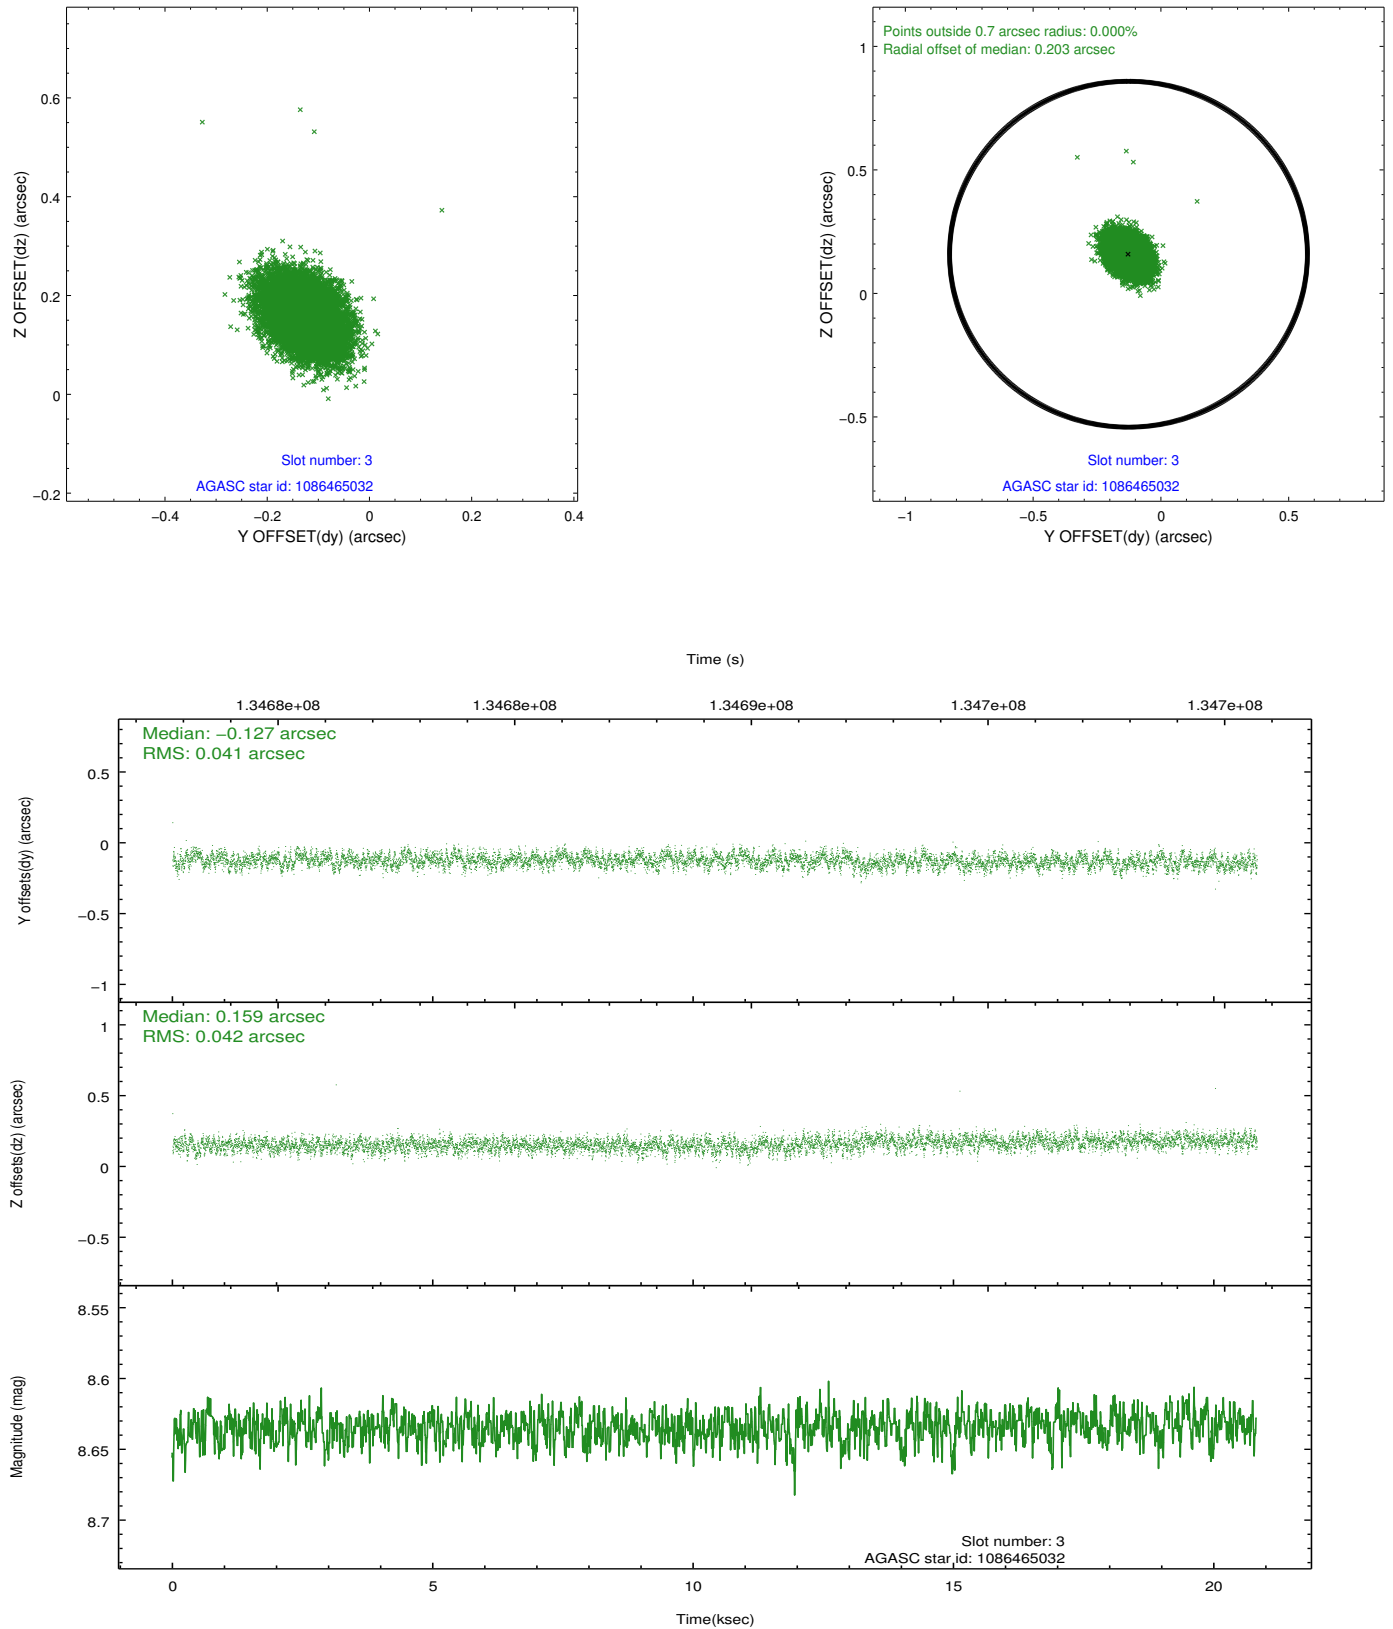 0.6
0.4
0.2
0
−0.2
−0.4
−0.2
0
0.2
0.4
Z OFFSET(dz) (arcsec)
Y OFFSET(dy) (arcsec)
Slot number: 3
AGASC star id: 1086465032
Points outside 0.7 arcsec radius: 0.000%
Radial offset of median: 0.203 arcsec
1
0.5
0
−0.5
−1
−0.5
0
0.5
Z OFFSET(dz) (arcsec)
Y OFFSET(dy) (arcsec)
Slot number: 3
AGASC star id: 1086465032
Time (s)
1.3468e+08
1.3468e+08
1.3469e+08
1.347e+08
1.347e+08
Median: −0.127 arcsec
RMS: 0.041 arcsec
0.5
0
−0.5
−1
Y offsets(dy) (arcsec)
Median: 0.159 arcsec
RMS: 0.042 arcsec
1
0.5
0
−0.5
Z offsets(dz) (arcsec)
8.55
8.6
8.65
8.7
Magnitude (mag)
Slot number: 3
AGASC star id: 1086465032
0
5
10
15
20
Time(ksec)